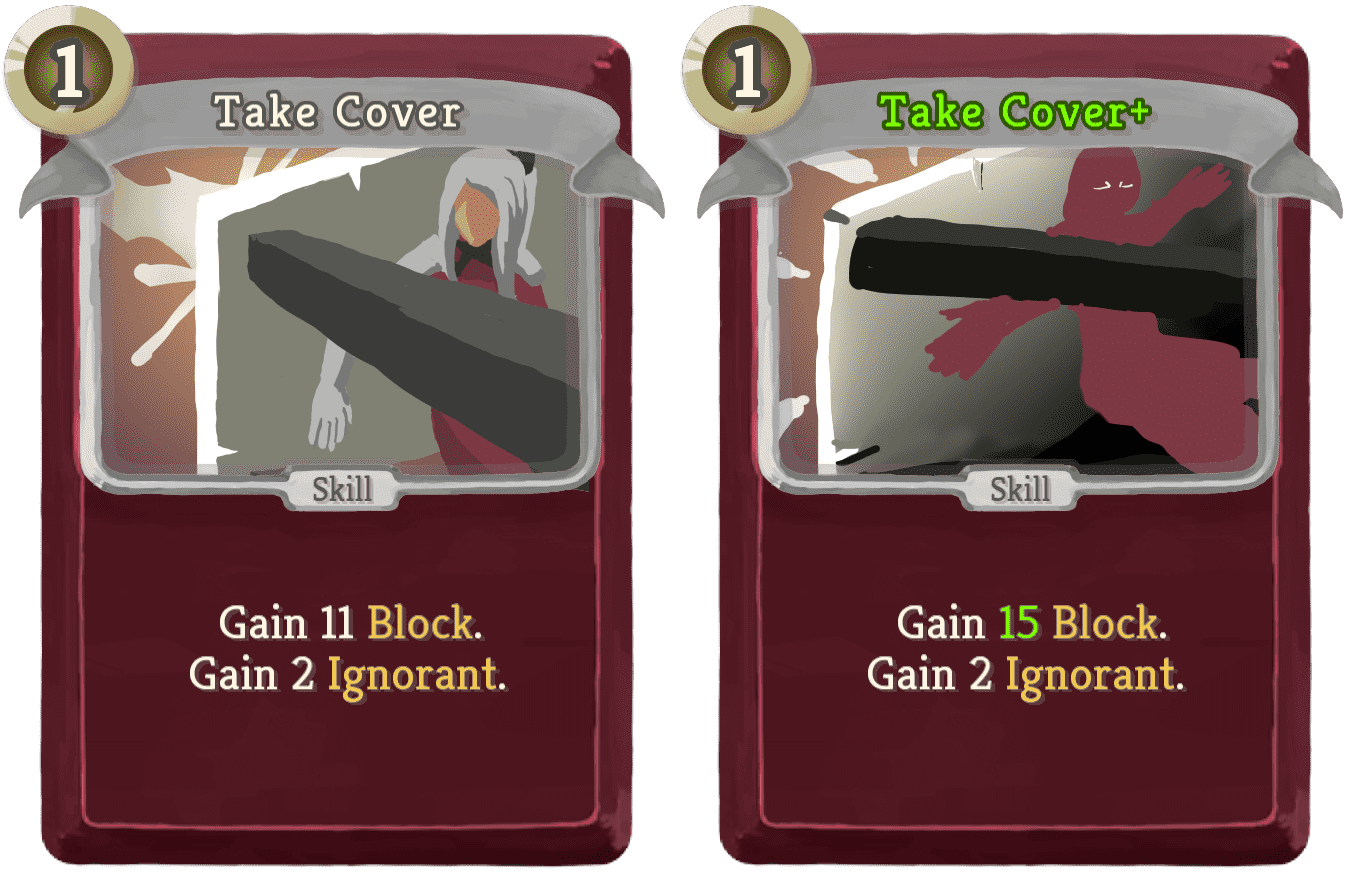 1
Take Cover
Skill
Gain 11 Block.
Gain 2 Ignorant.
1
Take Cover+
Skill
Gain 15 Block.
Gain 2 Ignorant.